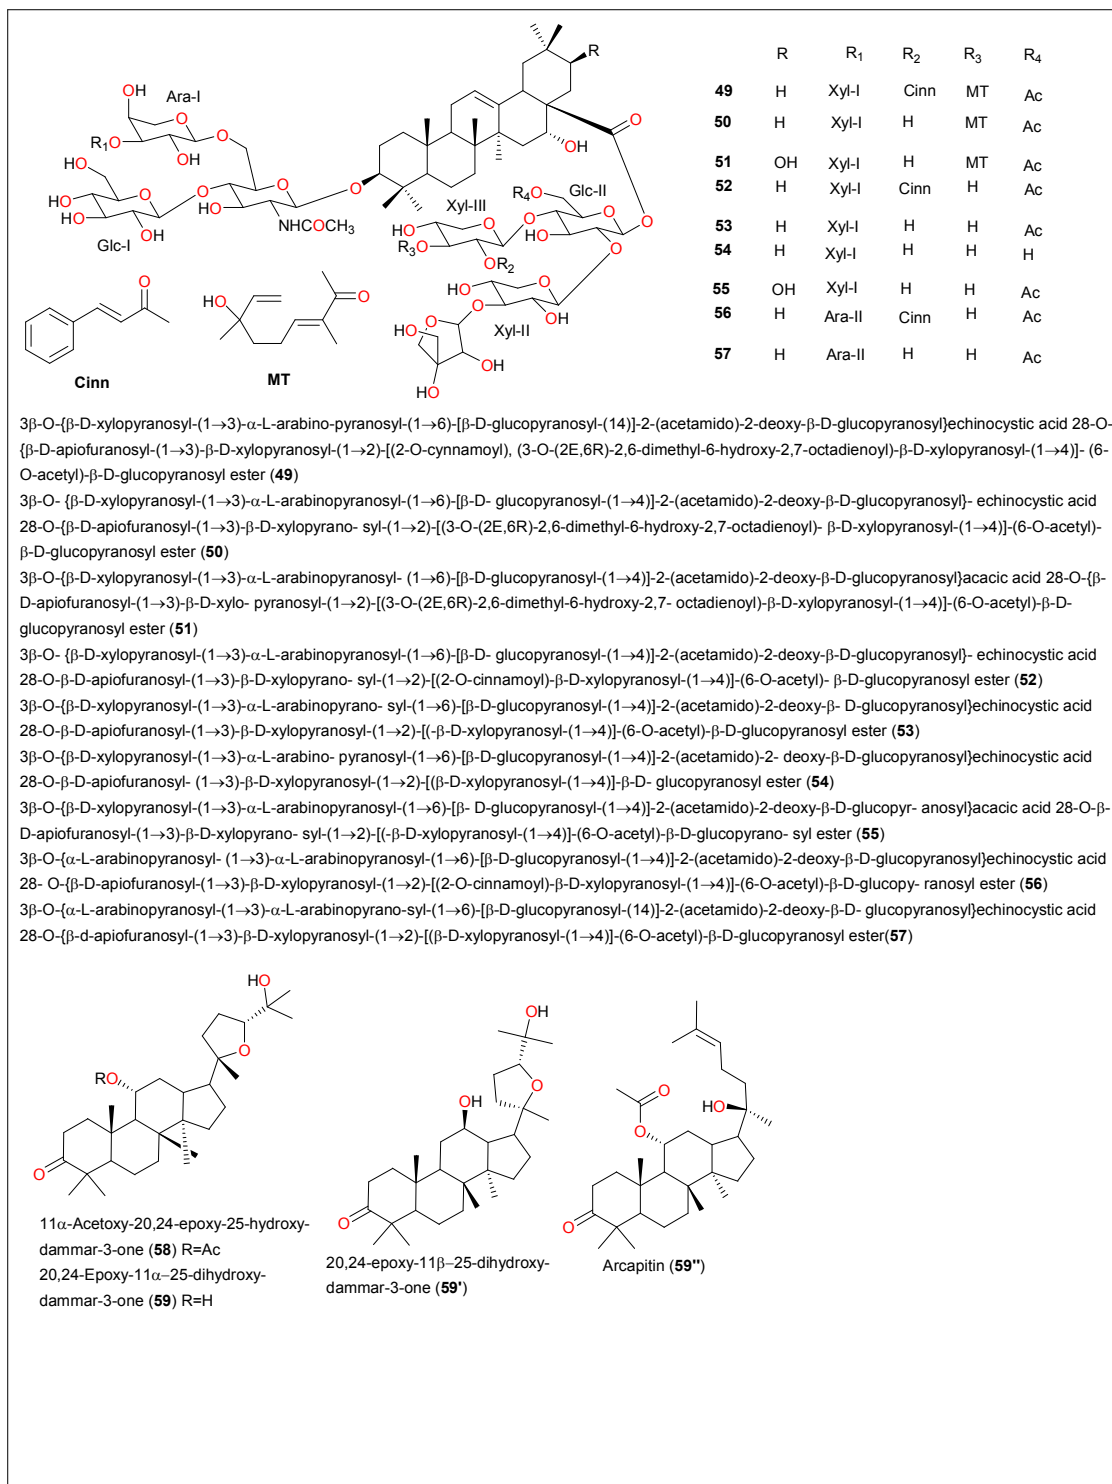 R R1 R2 R3 R4
49 H Xyl-I Cinn MT Ac
50 H Xyl-I H MT Ac
51 OH Xyl-I H MT Ac
52 H Xyl-I Cinn H Ac
53 H Xyl-I H H Ac
54 H Xyl-I H H H
55 OH Xyl-I H H Ac
56 H Ara-II Cinn H Ac
57 H Ara-II H H Ac
R
Ara-I
OH
O
O
R1O
OH
HO
HO
HO
HO
OH
O
O
O
HO
NHCOCH3
O
Glc-I
OH
O
R4O
Glc-II
Xyl-III
O
O
O
HO
R3O
OR2
O
O
HO
O
O
OH
Xyl-II
HO
O
OH
OH
O
Cinn
HO
O
MT
3β-O-{β-D-xylopyranosyl-(1→3)-α-L-arabino-pyranosyl-(1→6)-[β-D-glucopyranosyl-(14)]-2-(acetamido)-2-deoxy-β-D-glucopyranosyl}echinocystic acid 28-O-
{β-D-apiofuranosyl-(1→3)-β-D-xylopyranosyl-(1→2)-[(2-O-cynnamoyl), (3-O-(2E,6R)-2,6-dimethyl-6-hydroxy-2,7-octadienoyl)-β-D-xylopyranosyl-(1→4)]- (6-
O-acetyl)-β-D-glucopyranosyl ester (49)
3β-O- {β-D-xylopyranosyl-(1→3)-α-L-arabinopyranosyl-(1→6)-[β-D- glucopyranosyl-(1→4)]-2-(acetamido)-2-deoxy-β-D-glucopyranosyl}- echinocystic acid
28-O-{β-D-apiofuranosyl-(1→3)-β-D-xylopyrano- syl-(1→2)-[(3-O-(2E,6R)-2,6-dimethyl-6-hydroxy-2,7-octadienoyl)- β-D-xylopyranosyl-(1→4)]-(6-O-acetyl)-
β-D-glucopyranosyl ester (50)
3β-O-{β-D-xylopyranosyl-(1→3)-α-L-arabinopyranosyl- (1→6)-[β-D-glucopyranosyl-(1→4)]-2-(acetamido)-2-deoxy-β-D-glucopyranosyl}acacic acid 28-O-{β-
D-apiofuranosyl-(1→3)-β-D-xylo- pyranosyl-(1→2)-[(3-O-(2E,6R)-2,6-dimethyl-6-hydroxy-2,7- octadienoyl)-β-D-xylopyranosyl-(1→4)]-(6-O-acetyl)-β-D-
glucopyranosyl ester (51)
3β-O- {β-D-xylopyranosyl-(1→3)-α-L-arabinopyranosyl-(1→6)-[β-D- glucopyranosyl-(1→4)]-2-(acetamido)-2-deoxy-β-D-glucopyranosyl}- echinocystic acid
28-O-β-D-apiofuranosyl-(1→3)-β-D-xylopyrano- syl-(1→2)-[(2-O-cinnamoyl)-β-D-xylopyranosyl-(1→4)]-(6-O-acetyl)- β-D-glucopyranosyl ester (52)
3β-O-{β-D-xylopyranosyl-(1→3)-α-L-arabinopyrano- syl-(1→6)-[β-D-glucopyranosyl-(1→4)]-2-(acetamido)-2-deoxy-β- D-glucopyranosyl}echinocystic acid
28-O-β-D-apiofuranosyl-(1→3)-β-D-xylopyranosyl-(1→2)-[(-β-D-xylopyranosyl-(1→4)]-(6-O-acetyl)-β-D-glucopyranosyl ester (53)
3β-O-{β-D-xylopyranosyl-(1→3)-α-L-arabino- pyranosyl-(1→6)-[β-D-glucopyranosyl-(1→4)]-2-(acetamido)-2- deoxy-β-D-glucopyranosyl}echinocystic acid
28-O-β-D-apiofuranosyl- (1→3)-β-D-xylopyranosyl-(1→2)-[(β-D-xylopyranosyl-(1→4)]-β-D- glucopyranosyl ester (54)
3β-O-{β-D-xylopyranosyl-(1→3)-α-L-arabinopyranosyl-(1→6)-[β- D-glucopyranosyl-(1→4)]-2-(acetamido)-2-deoxy-β-D-glucopyr- anosyl}acacic acid 28-O-β-
D-apiofuranosyl-(1→3)-β-D-xylopyrano- syl-(1→2)-[(-β-D-xylopyranosyl-(1→4)]-(6-O-acetyl)-β-D-glucopyrano- syl ester (55)
3β-O-{α-L-arabinopyranosyl- (1→3)-α-L-arabinopyranosyl-(1→6)-[β-D-glucopyranosyl-(1→4)]-2-(acetamido)-2-deoxy-β-D-glucopyranosyl}echinocystic acid
28- O-{β-D-apiofuranosyl-(1→3)-β-D-xylopyranosyl-(1→2)-[(2-O-cinnamoyl)-β-D-xylopyranosyl-(1→4)]-(6-O-acetyl)-β-D-glucopy- ranosyl ester (56)
3β-O-{α-L-arabinopyranosyl-(1→3)-α-L-arabinopyrano-syl-(1→6)-[β-D-glucopyranosyl-(14)]-2-(acetamido)-2-deoxy-β-D- glucopyranosyl}echinocystic acid
28-O-{β-d-apiofuranosyl-(1→3)-β-D-xylopyranosyl-(1→2)-[(β-D-xylopyranosyl-(1→4)]-(6-O-acetyl)-β-D-glucopyranosyl ester(57)
HO
O
RO
O
11α-Acetoxy-20,24-epoxy-25-hydroxy-
dammar-3-one (58) R=Ac
20,24-Epoxy-11α–25-dihydroxy-
dammar-3-one (59) R=H
OH
O
OH
O
20,24-epoxy-11β–25-dihydroxy-
dammar-3-one (59')
O
O
HO
O
Arcapitin (59'')